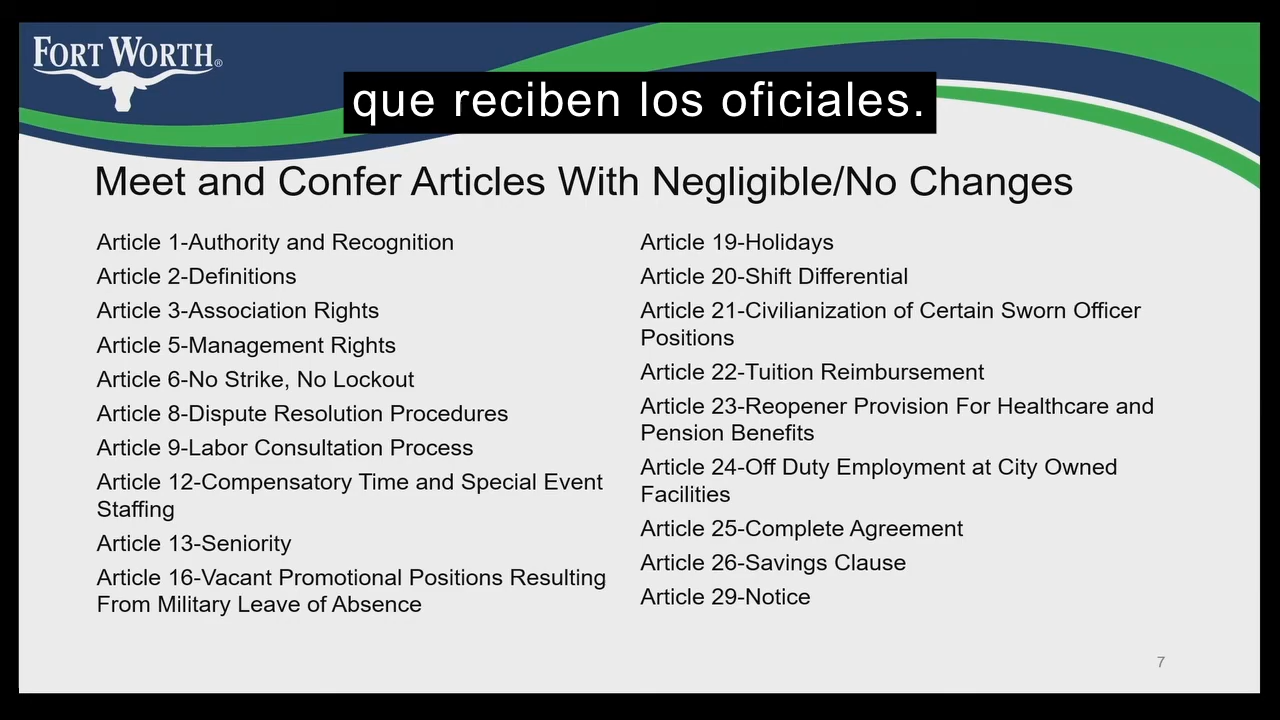 FORT WORTH®
que reciben los oficiales.
Meet and Confer Articles With Negligible/No Changes
Article 1-Authority and Recognition
Article 2-Definitions
Article 3-Association Rights
Article 5-Management Rights
Article 6-No Strike, No Lockout
Article 8-Dispute Resolution Procedures
Article 9-Labor Consultation Process
Article 12-Compensatory Time and Special Event
Staffing
Article 13-Seniority
Article 16-Vacant Promotional Positions Resulting
From Military Leave of Absence
Article 19-Holidays
Article 20-Shift Differential
Article 21-Civilianization of Certain Sworn Officer
Positions
Article 22-Tuition Reimbursement
Article 23-Reopener Provision For Healthcare and
Pension Benefits
Article 24-Off Duty Employment at City Owned
Facilities
Article 25-Complete Agreement
Article 26-Savings Clause
Article 29-Notice
7